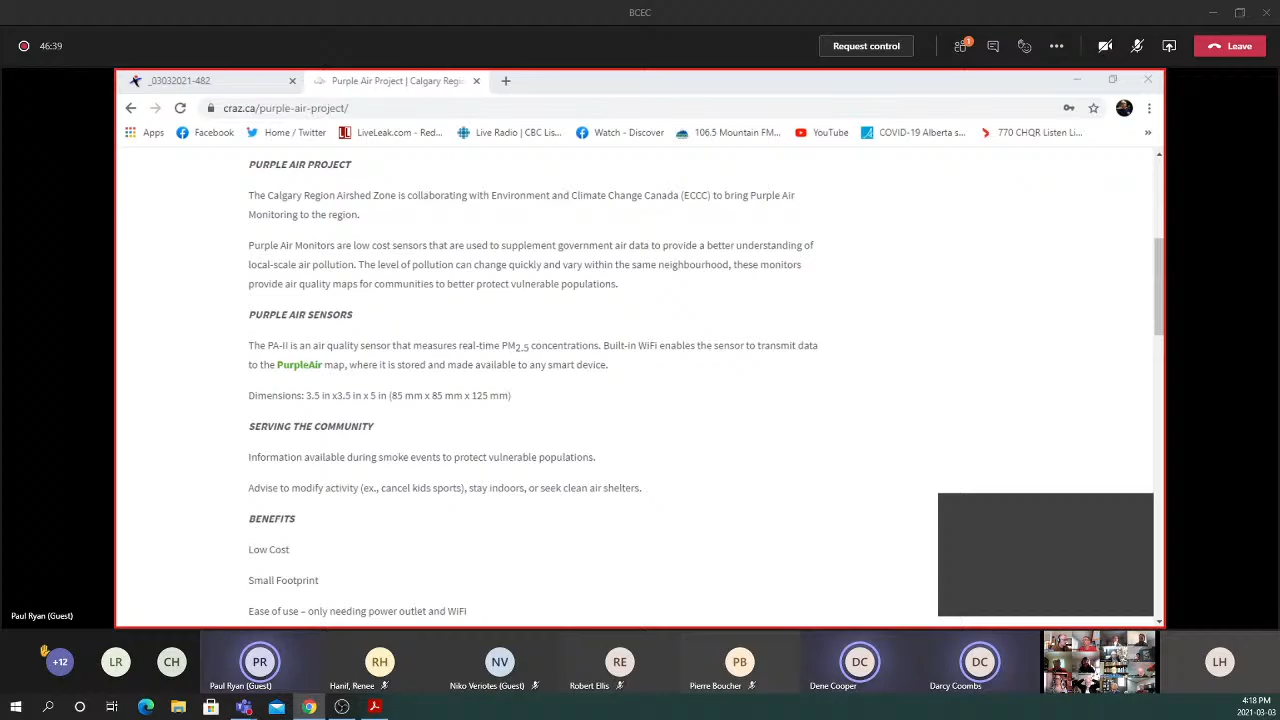 BCEC
46:39
Request control
1
Leave
_03032021-482
Purple Air Project | Calgary Regi
craz.ca/purple-air-project/
Apps
Facebook
Home / Twitter
LiveLeak.com - Red...
Live Radio | CBC Lis...
Watch - Discover
106.5 Mountain FM...
YouTube
COVID-19 Alberta s...
770 CHQR Listen Li...
PURPLE AIR PROJECT
The Calgary Region Airshed Zone is collaborating with Environment and Climate Change Canada (ECCC) to bring Purple Air
Monitoring to the region.
Purple Air Monitors are low cost sensors that are used to supplement government air data to provide a better understanding of
local-scale air pollution. The level of pollution can change quickly and vary within the same neighbourhood, these monitors
provide air quality maps for communities to better protect vulnerable populations.
PURPLE AIR SENSORS
The PA-II is an air quality sensor that measures real-time PM2.5 concentrations. Built-in WiFi enables the sensor to transmit data
to the PurpleAir map, where it is stored and made available to any smart device.
Dimensions: 3.5 in x3.5 in x 5 in (85 mm x 85 mm x 125 mm)
SERVING THE COMMUNITY
Information available during smoke events to protect vulnerable populations.
Advise to modify activity (ex., cancel kids sports), stay indoors, or seek clean air shelters.
BENEFITS
Low Cost
Small Footprint
Ease of use – only needing power outlet and WiFI
Paul Ryan (Guest)
+12
LR
CH
PR
RH
NV
RE
PB
DC
DC
LH
Paul Ryan (Guest)
Hanif, Renee
Niko Veriotes (Guest)
Robert Ellis
Pierre Boucher
Dene Cooper
Darcy Coombs
4:18 PM
2021-03-03